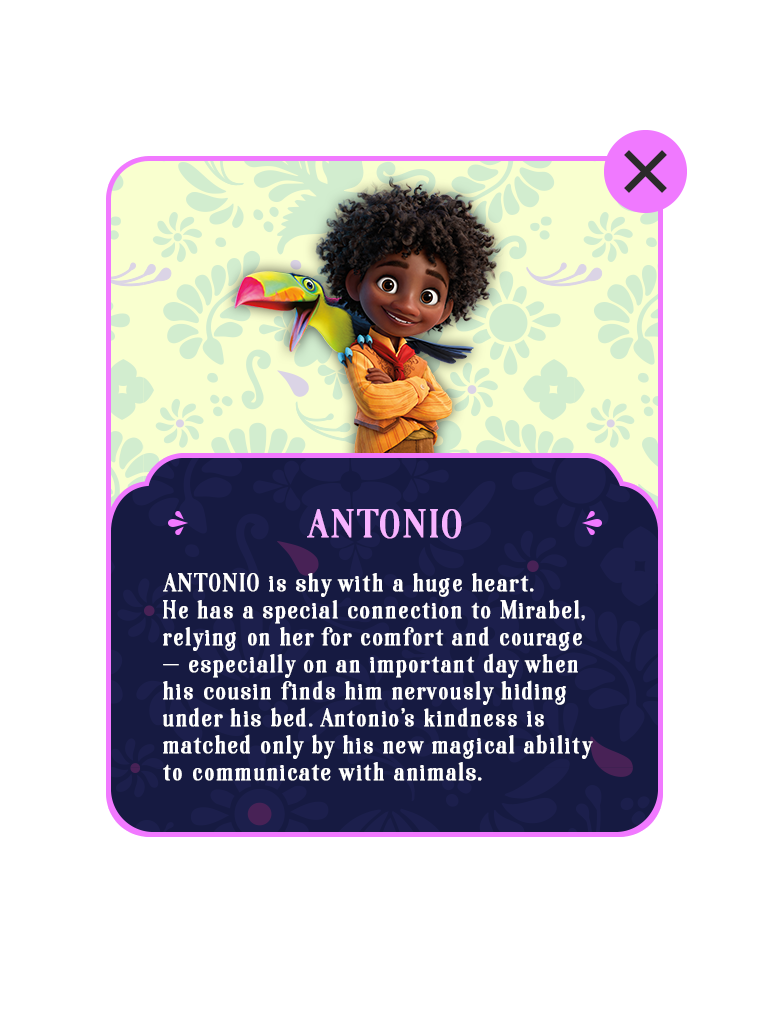 ANTONIO
ANTONIO is shy with a huge heart.
He has a special connection to Mirabel,
relying on her for comfort and courage
— especially on an important day when
his cousin finds him nervously hiding
under his bed. Antonio’s kindness is
matched only by his new magical ability
to communicate with animals.